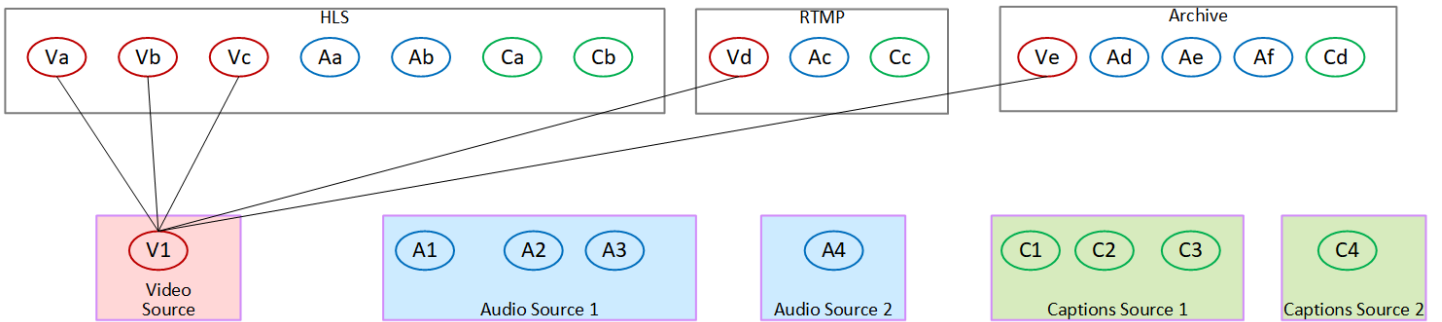 HLS
RTMP
Archive
Va Vb Vc Aa Ab Ca Cb
Vd Ac Cc
Ve Ad Ae Af Cd
V1
Video
Source
A1 A2 A3
Audio Source 1
A4
Audio Source 2
C1 C2 C3
Captions Source 1
C4
Captions Source 2